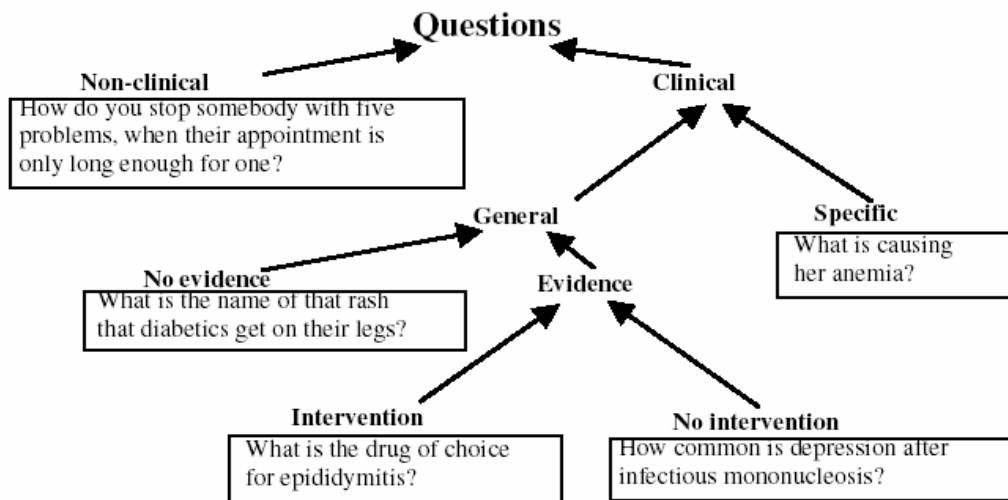 Questions
Non-clinical
Clinical
How do you stop somebody with five
problems, when their appointment is
only long enough for one?
General
Specific
What is causing
her anemia?
No evidence
What is the name of that rash
that diabetics get on their legs?
Evidence
Intervention
What is the drug of choice
for epididymitis?
No intervention
How common is depression after
infectious mononucleosis?